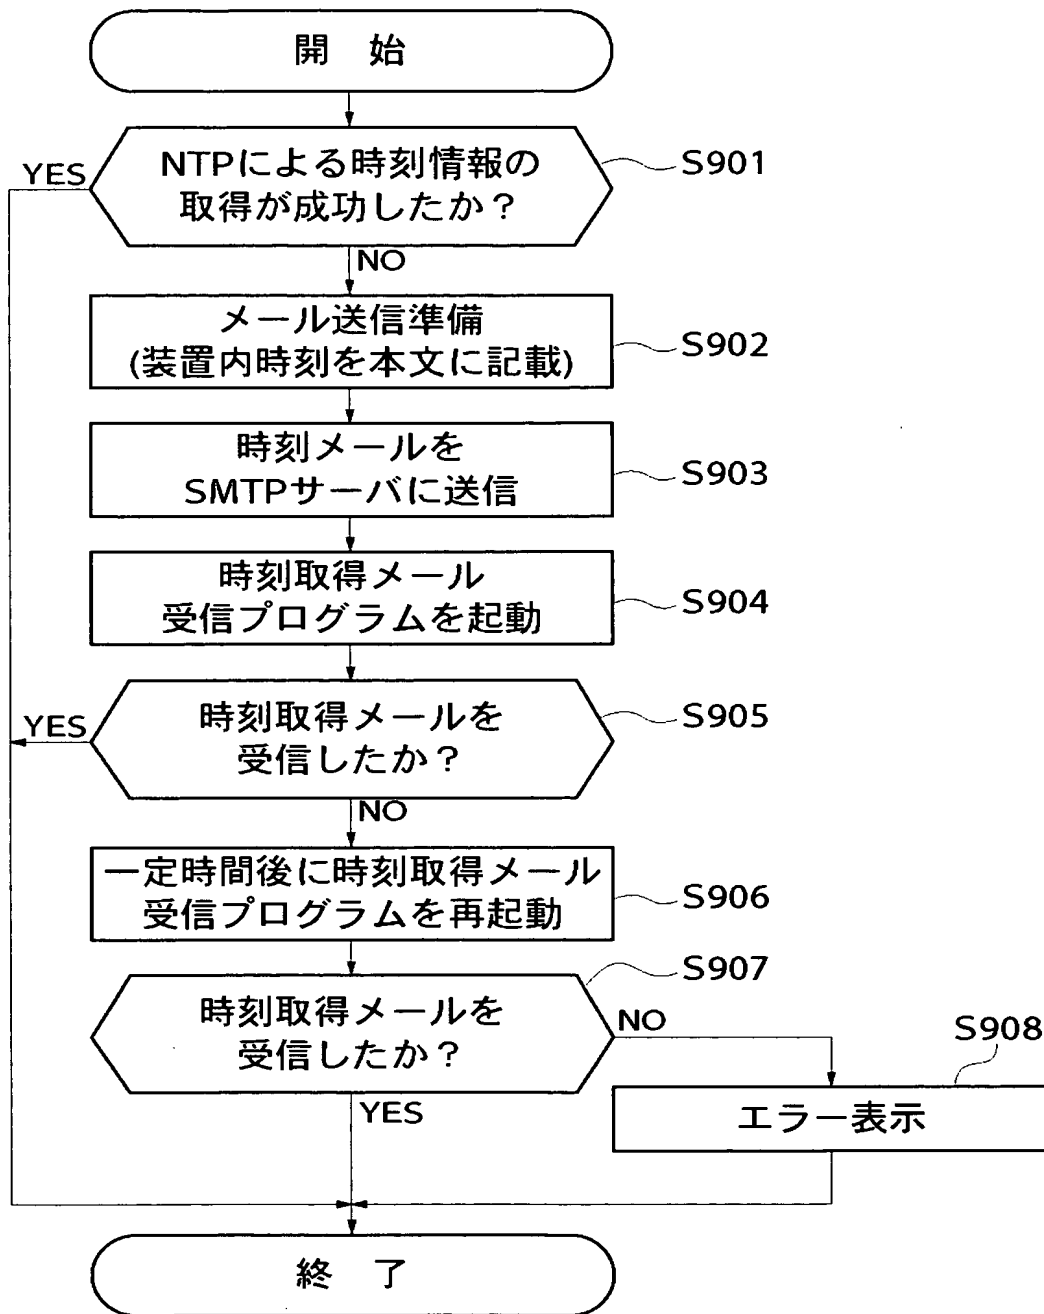 開 始
NTPによる時刻情報の
取得が成功したか？
S901
YES
NO
メール送信準備
(装置内時刻を本文に記載)
S902
時刻メールを
SMTPサーバに送信
S903
時刻取得メール
受信プログラムを起動
S904
時刻取得メールを
受信したか？
S905
YES
NO
一定時間後に時刻取得メール
受信プログラムを再起動
S906
時刻取得メールを
受信したか？
S907
NO
YES
S908
エラー表示
終 了